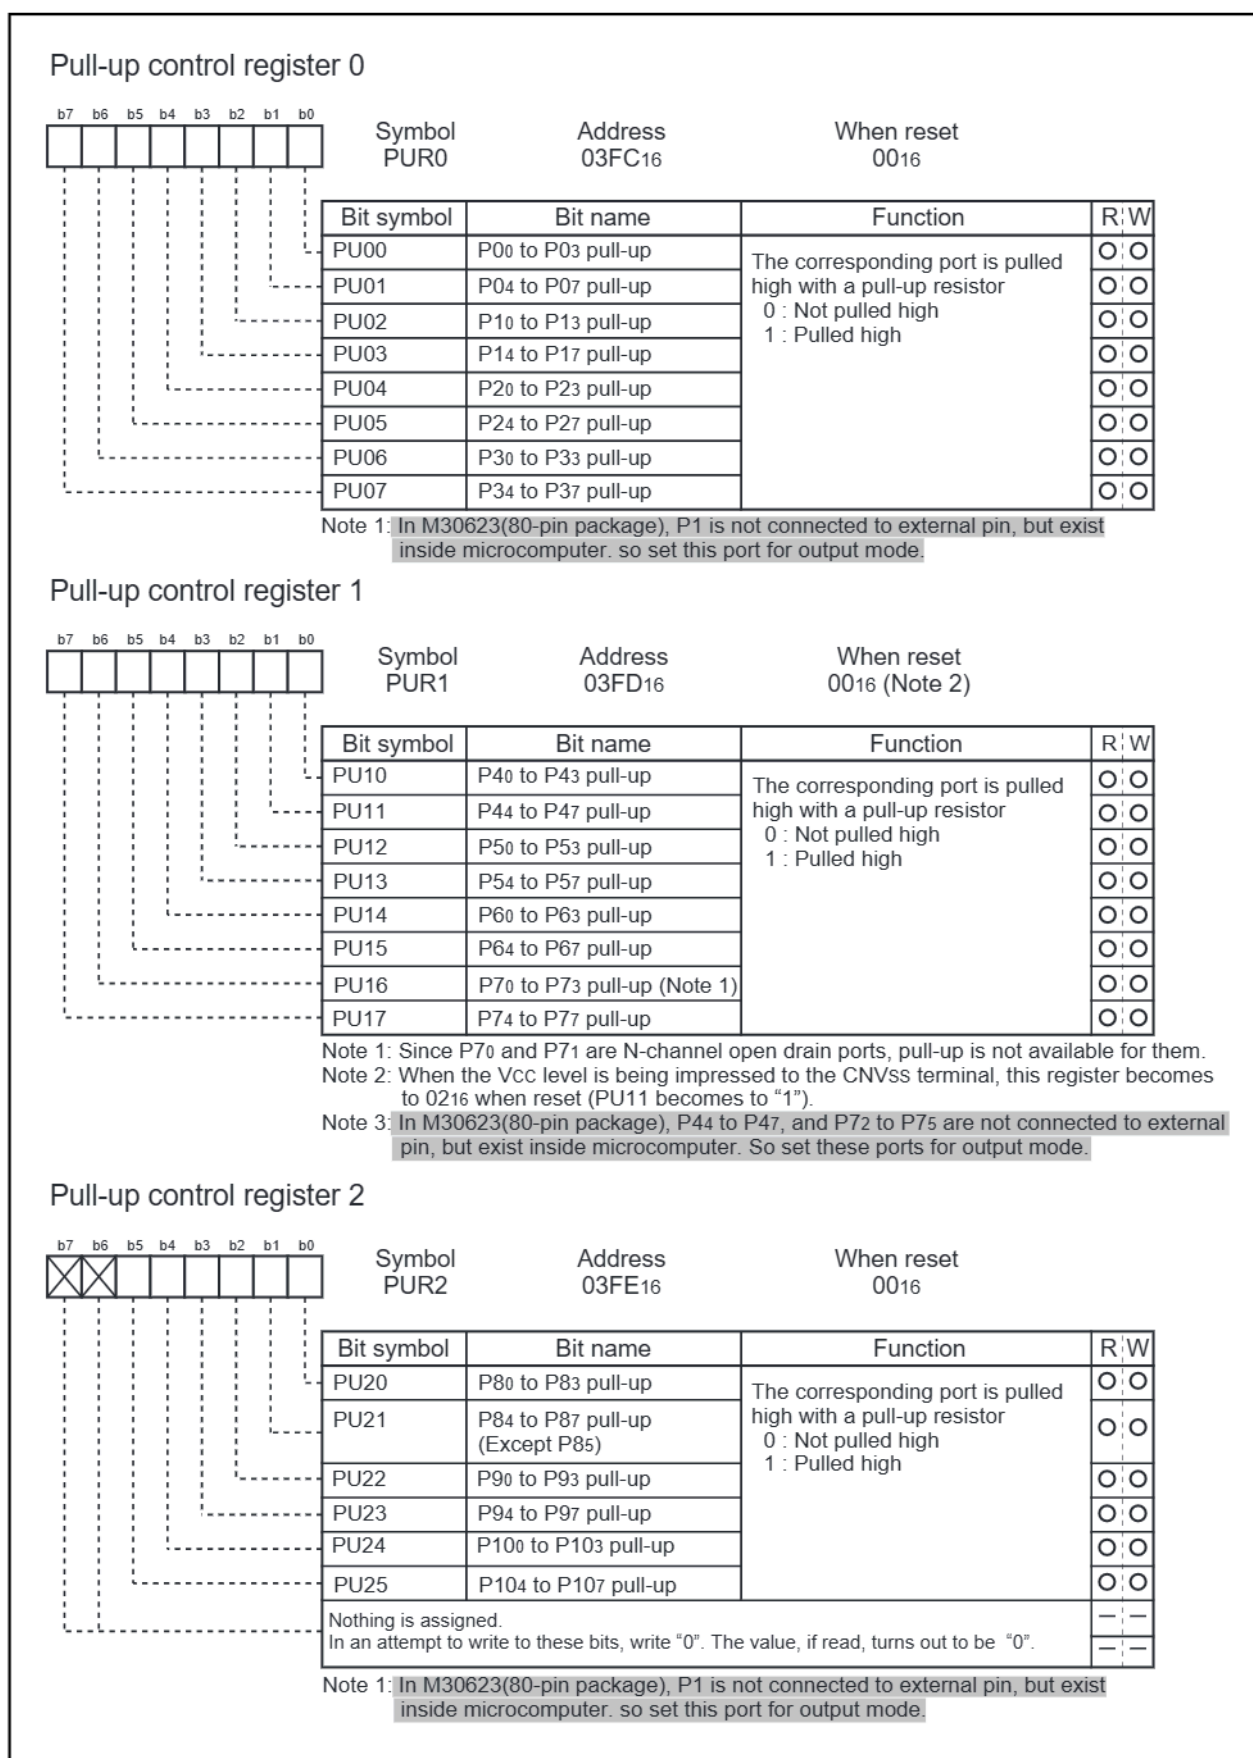 Pull-up control register 0
b7 b6 b5 b4 b3 b2 b1 b0
Symbol Address When reset
PUR0 03FC16 0016
Bit symbol Bit name Function R W
PU00 P00 to P03 pull-up The corresponding port is pulled
PU01 P04 to P07 pull-up high with a pull-up resistor
PU02 P10 to P13 pull-up 0 : Not pulled high
PU03 P14 to P17 pull-up 1 : Pulled high
PU04 P20 to P23 pull-up
PU05 P24 to P27 pull-up
PU06 P30 to P33 pull-up
PU07 P34 to P37 pull-up
Note 1: In M30623(80-pin package), P1 is not connected to external pin, but exist
inside microcomputer. so set this port for output mode.
Pull-up control register 1
b7 b6 b5 b4 b3 b2 b1 b0
Symbol Address When reset
PUR1 03FD16 0016 (Note 2)
Bit symbol Bit name Function R W
PU10 P40 to P43 pull-up The corresponding port is pulled
PU11 P44 to P47 pull-up high with a pull-up resistor
PU12 P50 to P53 pull-up 0 : Not pulled high
PU13 P54 to P57 pull-up 1 : Pulled high
PU14 P60 to P63 pull-up
PU15 P64 to P67 pull-up
PU16 P70 to P73 pull-up (Note 1)
PU17 P74 to P77 pull-up
Note 1: Since P70 and P71 are N-channel open drain ports, pull-up is not available for them.
Note 2: When the VCC level is being impressed to the CNVSS terminal, this register becomes
to 0216 when reset (PU11 becomes to “1”).
Note 3: In M30623(80-pin package), P44 to P47, and P72 to P75 are not connected to external
pin, but exist inside microcomputer. So set these ports for output mode.
Pull-up control register 2
b7 b6 b5 b4 b3 b2 b1 b0
Symbol Address When reset
PUR2 03FE16 0016
Bit symbol Bit name Function R W
PU20 P80 to P83 pull-up The corresponding port is pulled
PU21 P84 to P87 pull-up high with a pull-up resistor
(Except P85) 0 : Not pulled high
PU22 P90 to P93 pull-up 1 : Pulled high
PU23 P94 to P97 pull-up
PU24 P100 to P103 pull-up
PU25 P104 to P107 pull-up
Nothing is assigned.
In an attempt to write to these bits, write “0”. The value, if read, turns out to be “0”.
Note 1: In M30623(80-pin package), P1 is not connected to external pin, but exist
inside microcomputer. so set this port for output mode.